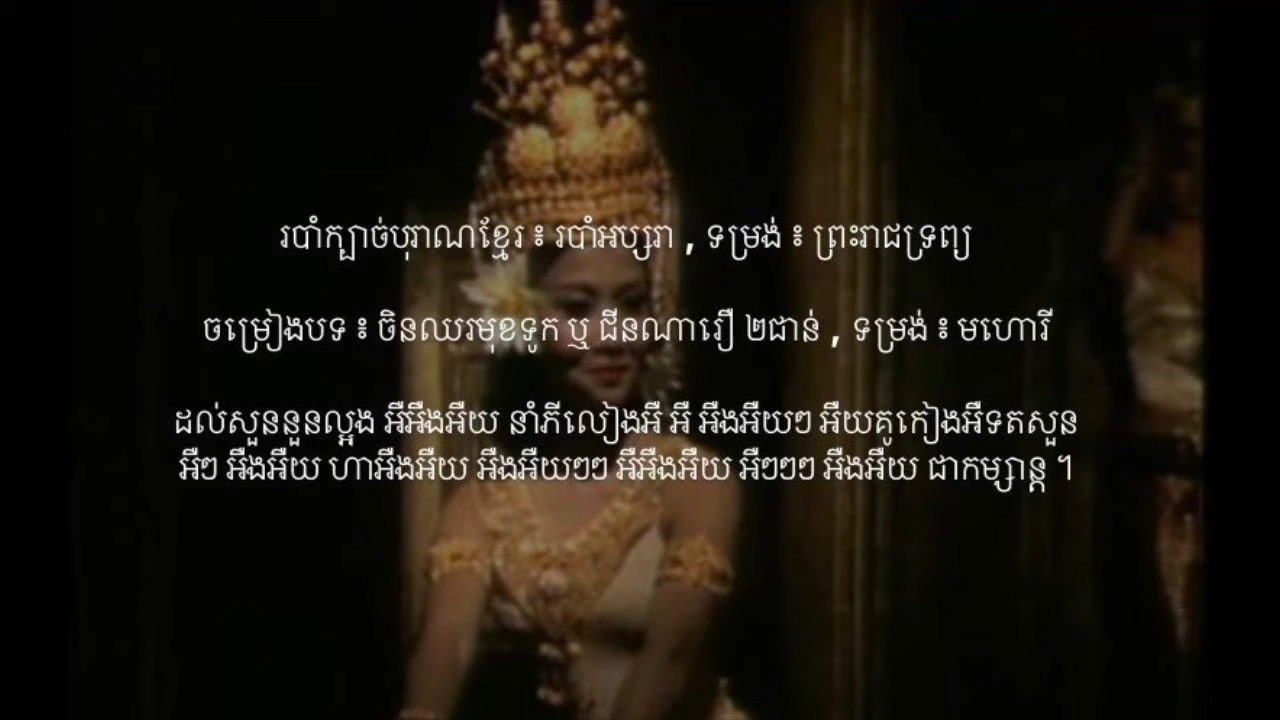 របាំក្បាច់បុរាណខ្មែរ ៖ របាំអប្សរា , ទម្រង់ ៖ ព្រះរាជទ្រព្យ
ចម្រៀងបទ ៖ ចិនឈរមុខទូក ឬ ជីនណារឿ ២ជាន់ , ទម្រង់ ៖ មហោរី
ដល់សួននួនល្អង អឺអឺងអឺយ នាំភីលៀងអឺ អឺ អឺងអឺយៗ អឺយគូកៀងអឺទតសួន
អឺៗ អឺងអឺយ ហាអឺងអឺយ អឺងអឺយៗៗ អឺអឺងអឺយ អឺៗៗៗ អឺងអឺយ ជាកម្សាន្ត ។